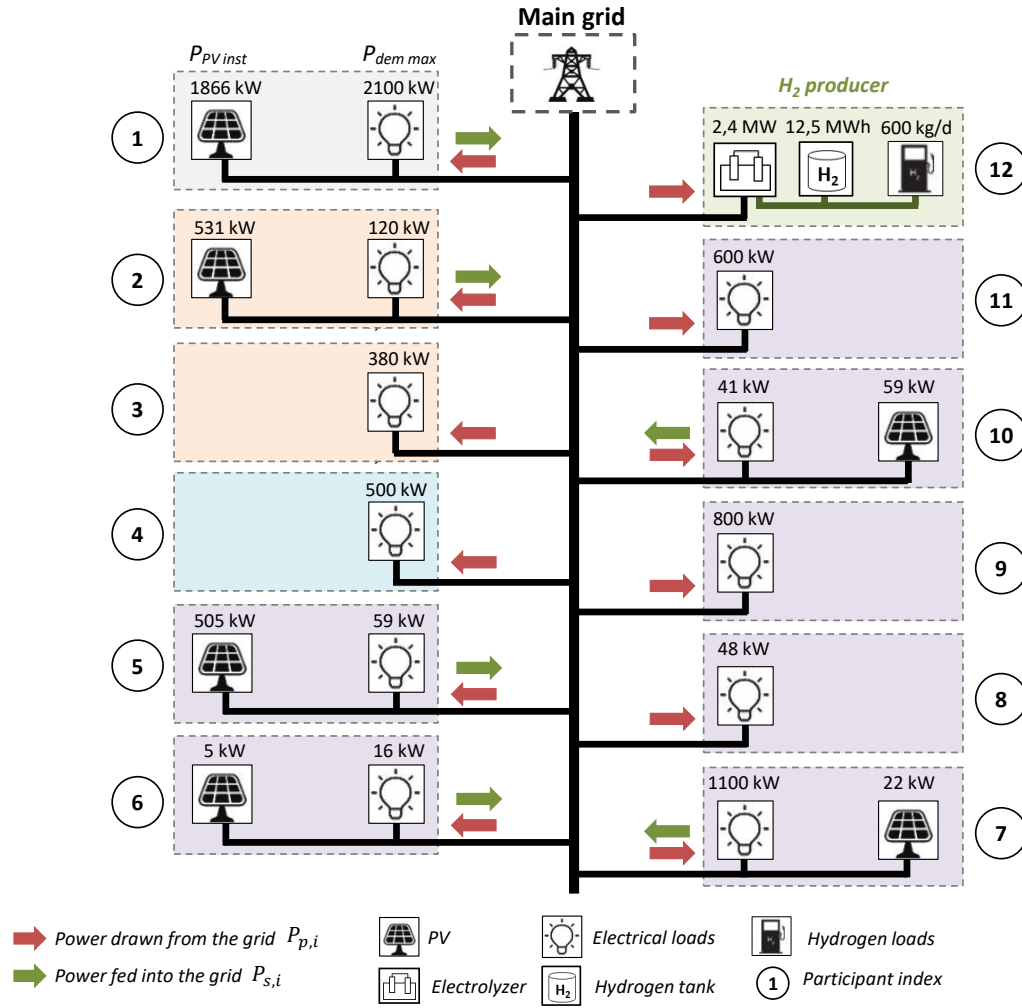 Main grid
P_PV inst
P_dem max
1866 kW
2100 kW
1
531 kW
120 kW
2
380 kW
3
500 kW
4
505 kW
59 kW
5
5 kW
16 kW
6
H₂ producer
2,4 MW
12,5 MWh
600 kg/d
H₂
H₂
12
600 kW
11
41 kW
59 kW
10
800 kW
9
48 kW
8
1100 kW
22 kW
7
Power drawn from the grid P_p,i
Power fed into the grid P_s,i
PV
Electrolyzer
Electrical loads
H₂
Hydrogen tank
H₂
Hydrogen loads
1
Participant index